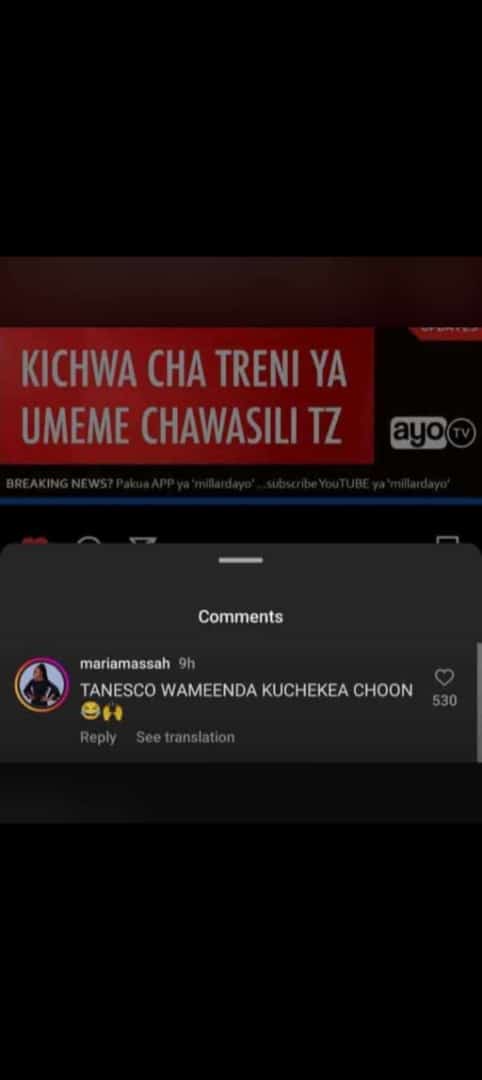 UPDATES
KICHWA CHA TRENI YA
UMEME CHAWASILI TZ
ayo TV
BREAKING NEWS? Pakua APP ya 'millardayo' ...subscribe YouTUBE ya 'millardayo'
Comments
mariamassah 9h
TANESCO WAMEENDA KUCHEKEA CHOON
😂🙌
530
Reply See translation